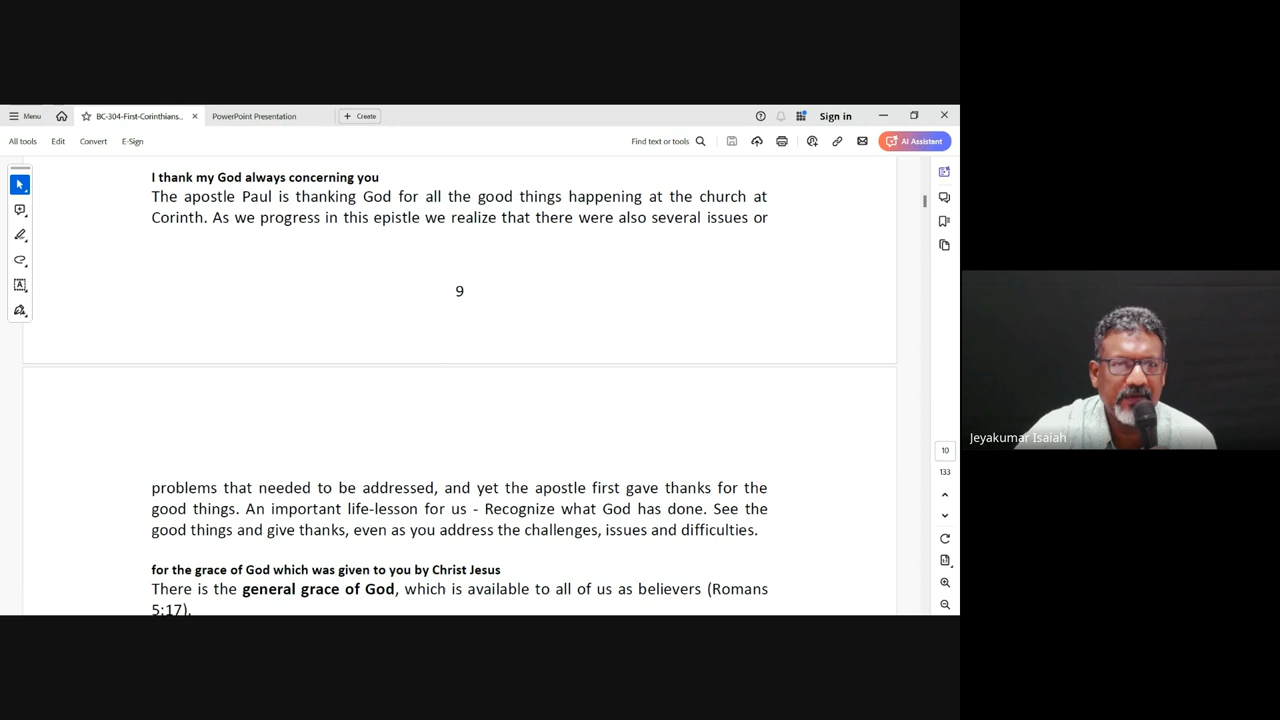 Menu
BC-304-First-Corinthians...
PowerPoint Presentation
Create
Sign in
All tools
Edit
Convert
E-Sign
Find text or tools
AI Assistant
I thank my God always concerning you
The apostle Paul is thanking God for all the good things happening at the church at
Corinth. As we progress in this epistle we realize that there were also several issues or
9
problems that needed to be addressed, and yet the apostle first gave thanks for the
good things. An important life-lesson for us - Recognize what God has done. See the
good things and give thanks, even as you address the challenges, issues and difficulties.
for the grace of God which was given to you by Christ Jesus
There is the general grace of God, which is available to all of us as believers (Romans
5:17).
10
133
Jeyakumar Isaiah